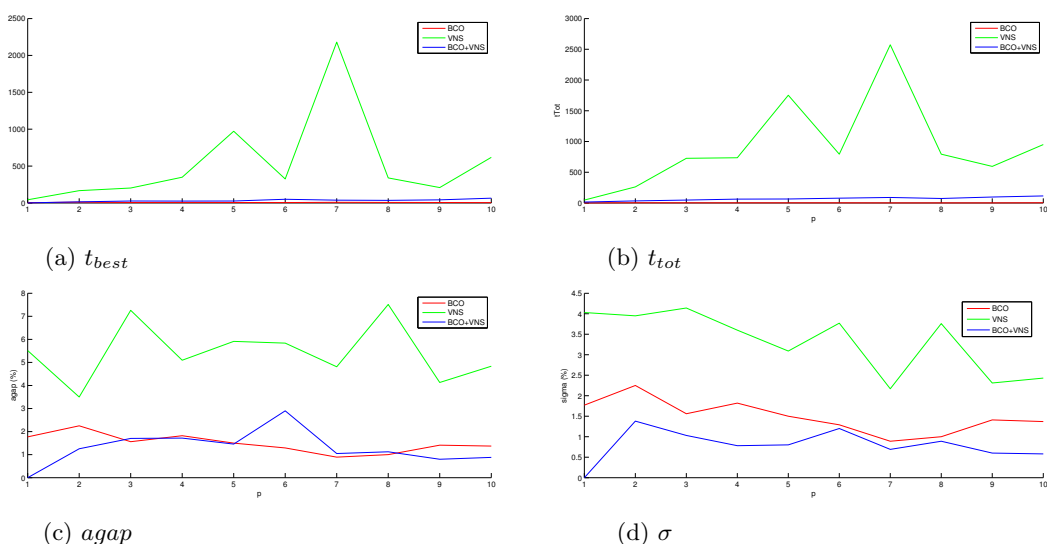 2500
2000
1500
1000
500
0
1 2 3 4 5 6 7 8 9 10
BCO
VNS
BCO+VNS
(a) t_best
3000
2500
2000
1500
1000
500
0
tTot
1 2 3 4 5 6 7 8 9 10
p
BCO
VNS
BCO+VNS
(b) t_tot
8
7
6
5
4
3
2
1
0
agap (%)
1 2 3 4 5 6 7 8 9 10
p
BCO
VNS
BCO+VNS
(c) agap
4.5
4
3.5
3
2.5
2
1.5
1
0.5
0
sigma (%)
1 2 3 4 5 6 7 8 9 10
p
BCO
VNS
BCO+VNS
(d) σ